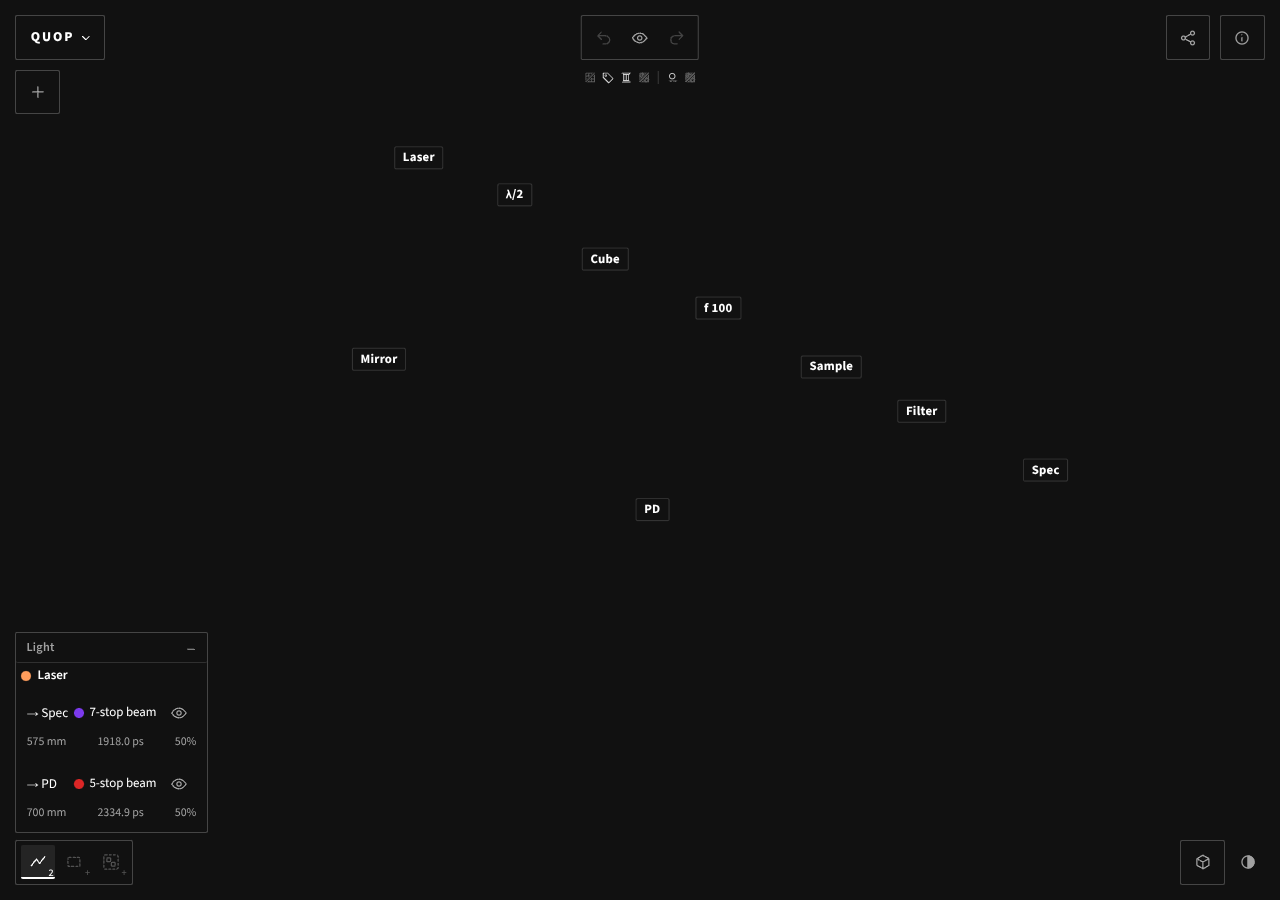 QUOP
Laser
λ/2
Cube
f 100
Mirror
Sample
Filter
Spec
PD
Light
Laser
→ Spec 7-stop beam
575 mm 1918.0 ps 50%
→ PD 5-stop beam
700 mm 2334.9 ps 50%
2
+
+